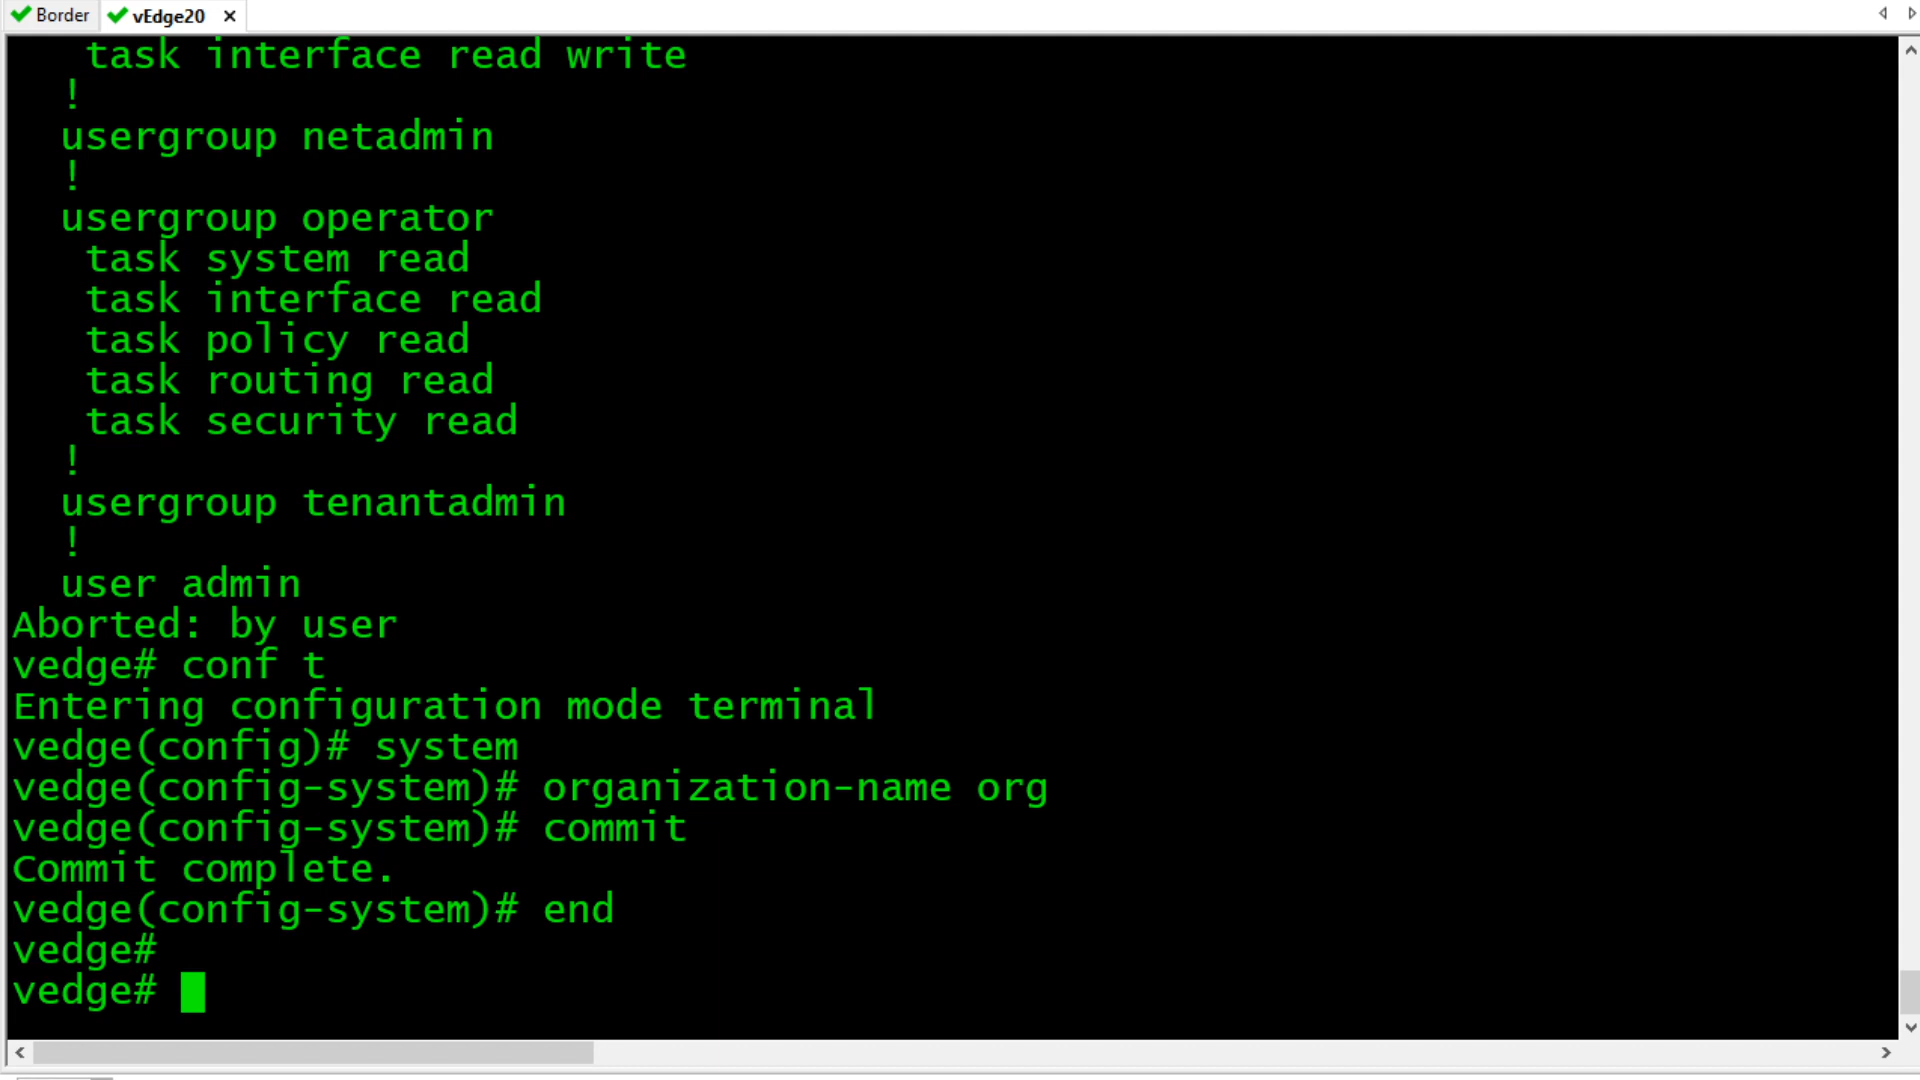 Border vEdge20
task interface read write
!
usergroup netadmin
!
usergroup operator
task system read
task interface read
task policy read
task routing read
task security read
!
usergroup tenantadmin
!
user admin
Aborted: by user
vedge# conf t
Entering configuration mode terminal
vedge(config)# system
vedge(config-system)# organization-name org
vedge(config-system)# commit
Commit complete.
vedge(config-system)# end
vedge#
vedge#